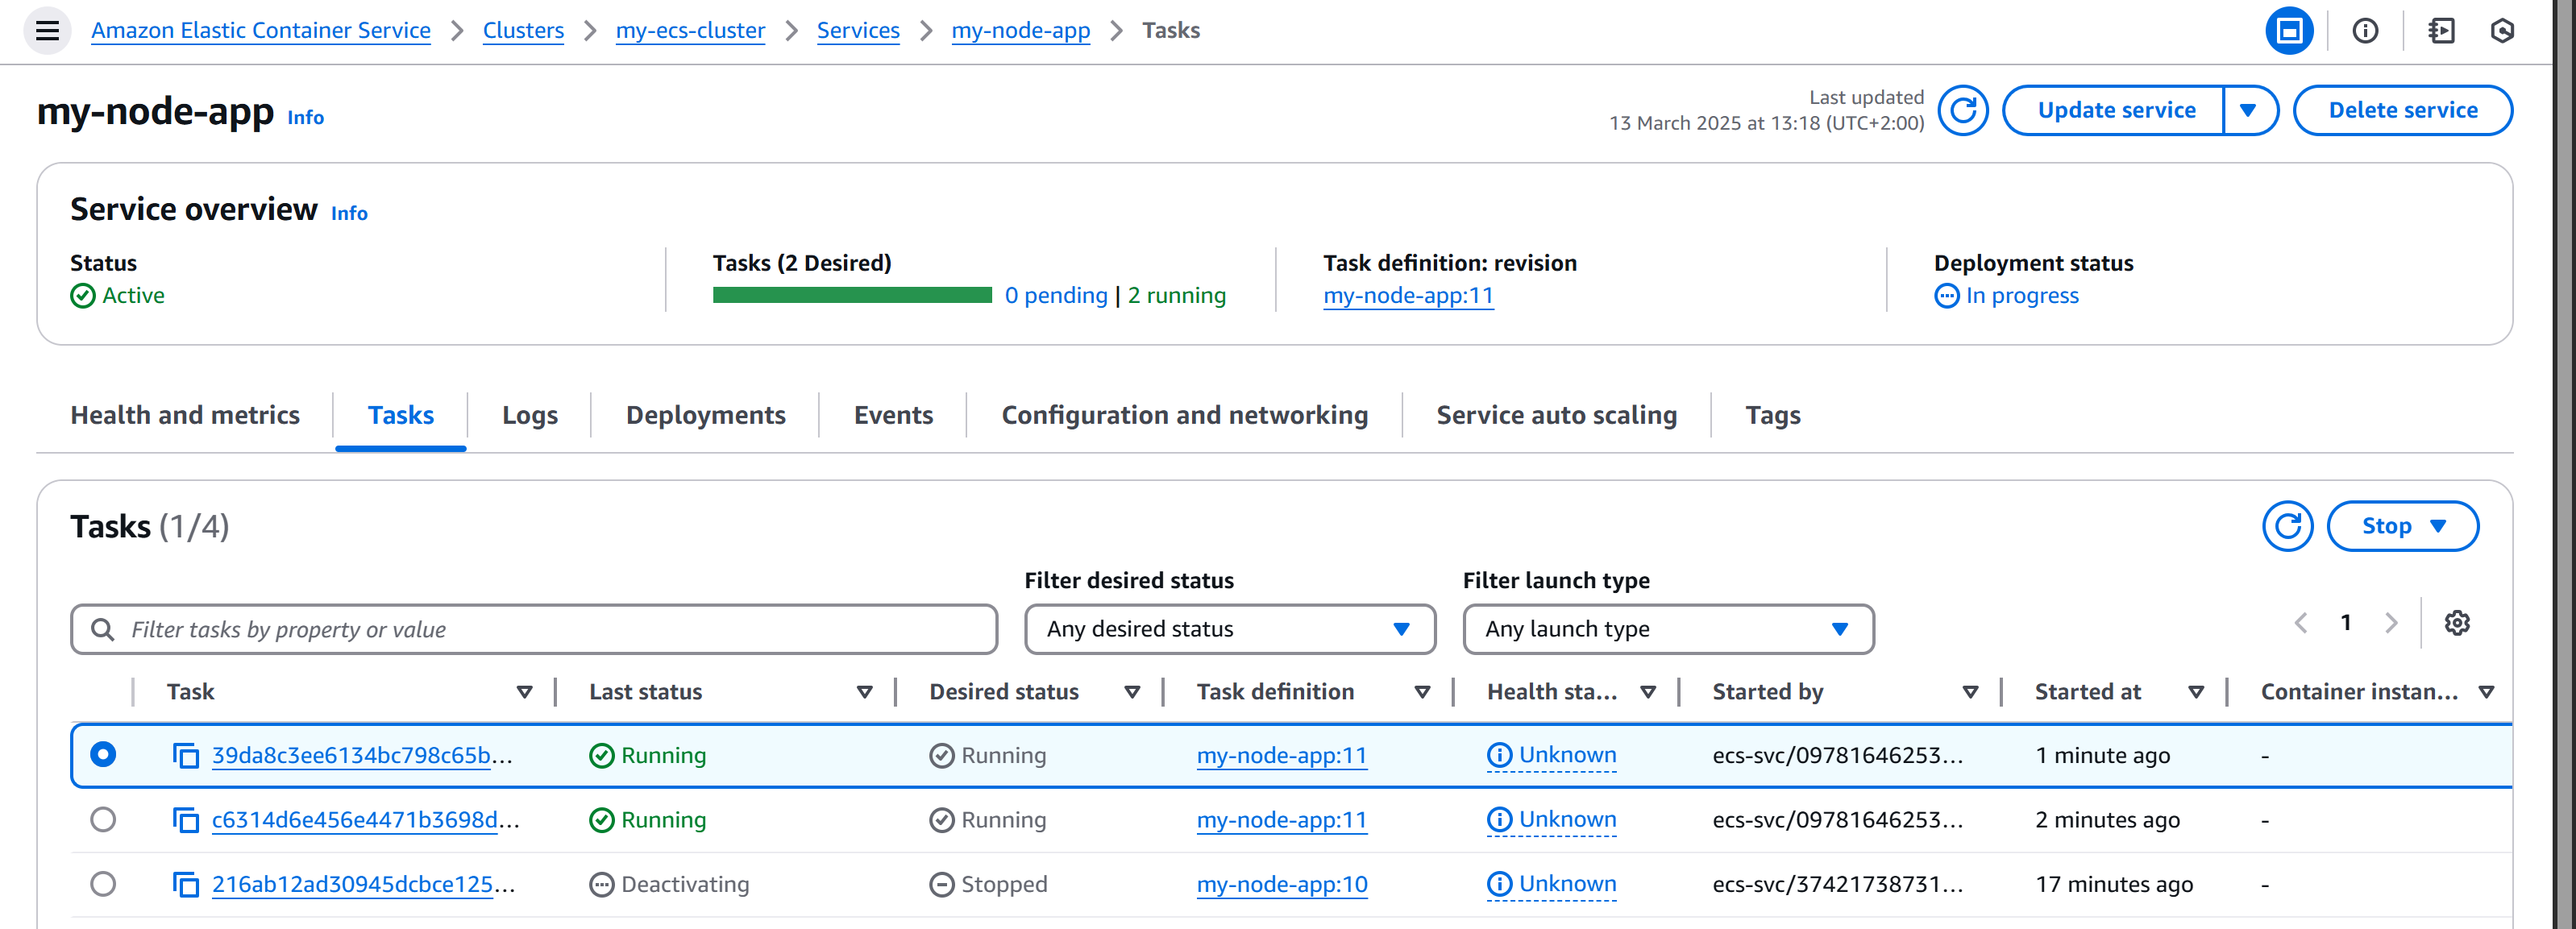 Amazon Elastic Container Service > Clusters > my-ecs-cluster > Services > my-node-app > Tasks
my-node-app Info
Last updated
13 March 2025 at 13:18 (UTC+2:00)
Update service
Delete service
Service overview Info
Status
Active
Tasks (2 Desired)
0 pending | 2 running
Task definition: revision
my-node-app:11
Deployment status
In progress
Health and metrics Tasks Logs Deployments Events Configuration and networking Service auto scaling Tags
Tasks (1/4)
Stop
Filter desired status
Filter launch type
Filter tasks by property or value
Any desired status
Any launch type
1
Task Last status Desired status Task definition Health sta... Started by Started at Container instan...
39da8c3ee6134bc798c65b... Running Running my-node-app:11 Unknown ecs-svc/09781646253... 1 minute ago -
c6314d6e456e4471b3698d... Running Running my-node-app:11 Unknown ecs-svc/09781646253... 2 minutes ago -
216ab12ad30945dcbce125... Deactivating Stopped my-node-app:10 Unknown ecs-svc/37421738731... 17 minutes ago -